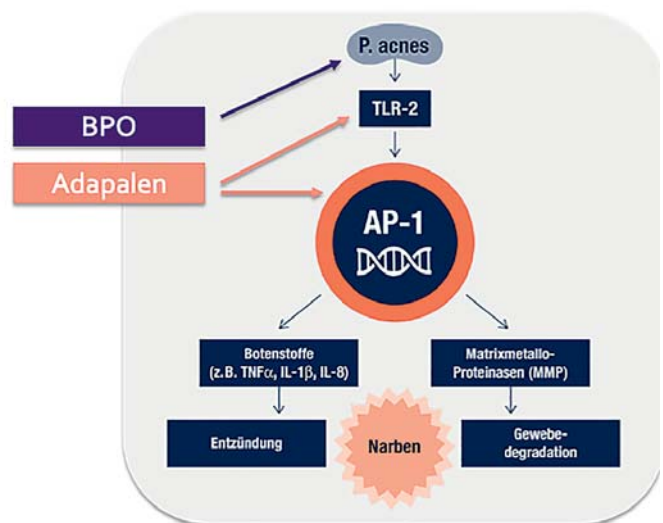 P. acnes
BPO
TLR-2
Adapalen
AP-1
Botenstoffe
(z.B. TNFα, IL-1β, IL-8)
Matrixmetallo-
Proteinasen (MMP)
Entzündung
Narben
Gewebe-
degradation